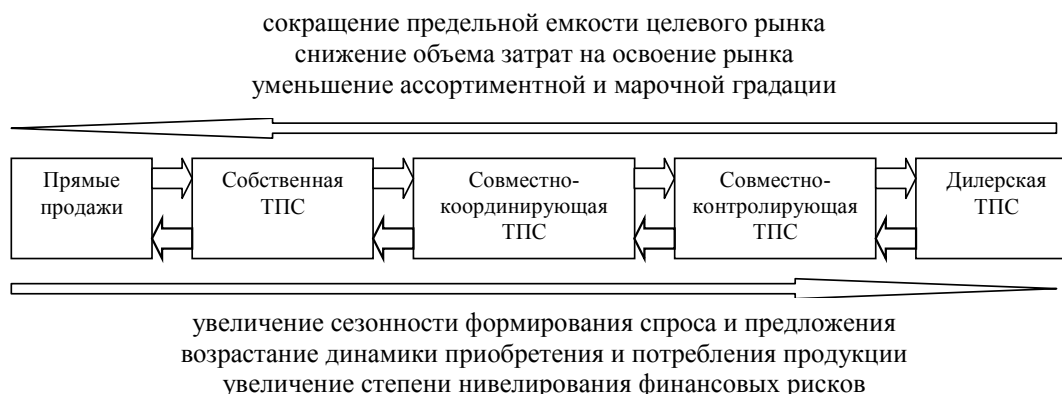 сокращение предельной емкости целевого рынка
снижение объема затрат на освоение рынка
уменьшение ассортиментной и марочной градации
Прямые
продажи
Собственная
ТПС
Совместно-
координирующая
ТПС
Совместно-
контролирующая
ТПС
Дилерская
ТПС
увеличение сезонности формирования спроса и предложения
возрастание динамики приобретения и потребления продукции
увеличение степени нивелирования финансовых рисков